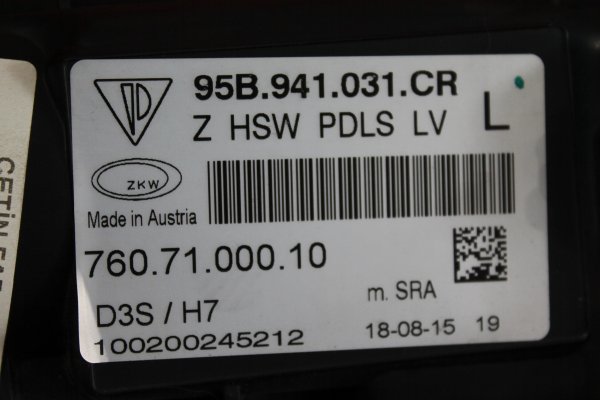 95B.941.031.CR
Z HSW PDLS LV L
ZKW
Made in Austria
760.71.000.10
m. SRA
D3S / H7
100200245212
18-08-15 19